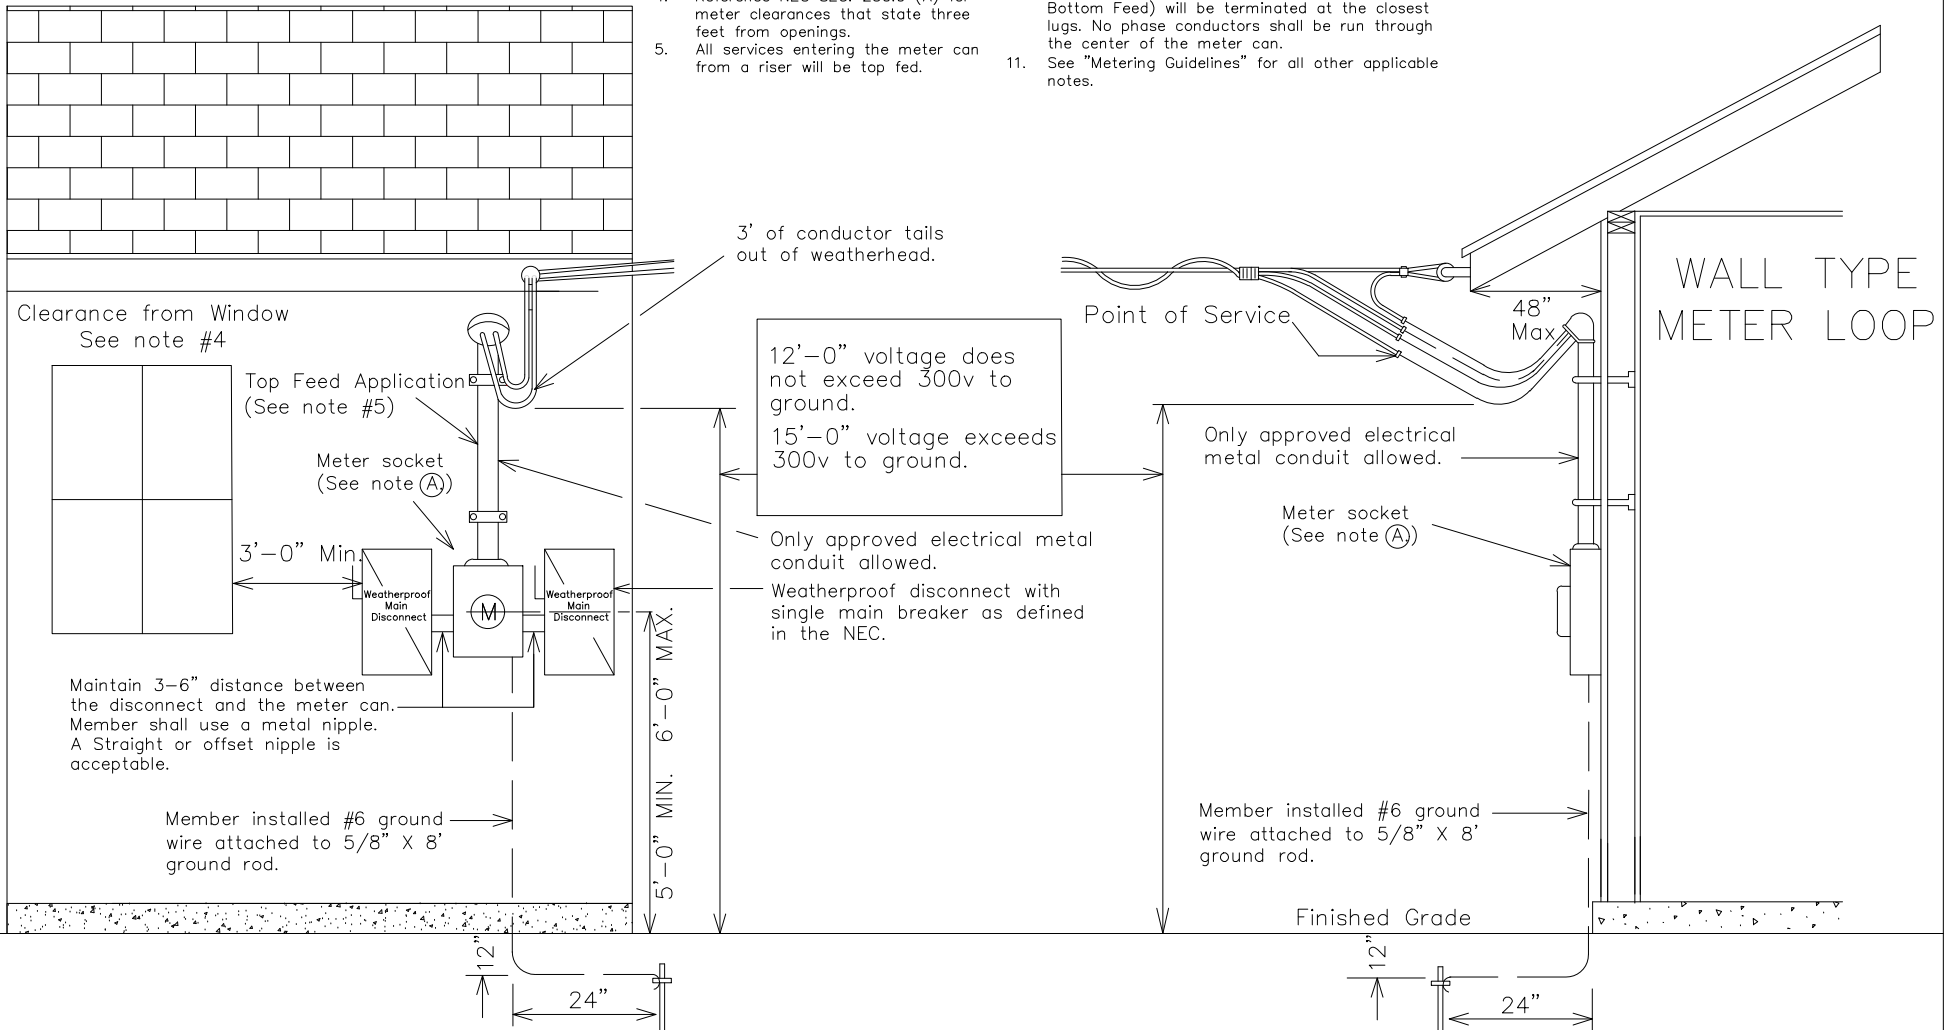 meter clearances that state three
feet from openings.
5. All services entering the meter can
from a riser will be top fed.
Bottom Feed) will be terminated at the closest
lugs. No phase conductors shall be run through
the center of the meter can.
11. See "Metering Guidelines" for all other applicable
notes.
3' of conductor tails
out of weatherhead.
WALL TYPE
METER LOOP
Clearance from Window
See note #4
Point of Service
48"
Max
12'-0" voltage does
not exceed 300v to
ground.
15'-0" voltage exceeds
300v to ground.
Top Feed Application
(See note #5)
Meter socket
(See note A.)
Only approved electrical
metal conduit allowed.
Meter socket
(See note A.)
3'-0" Min.
Only approved electrical metal
conduit allowed.
Weatherproof disconnect with
single main breaker as defined
in the NEC.
Weatherproof
Main
Disconnect
M
Weatherproof
Main
Disconnect
Maintain 3-6" distance between
the disconnect and the meter can.
Member shall use a metal nipple.
A Straight or offset nipple is
acceptable.
5'-0" MIN. 6'-0" MAX.
Member installed #6 ground
wire attached to 5/8" X 8'
ground rod.
Member installed #6 ground
wire attached to 5/8" X 8'
ground rod.
Finished Grade
12"
24"
12"
24"